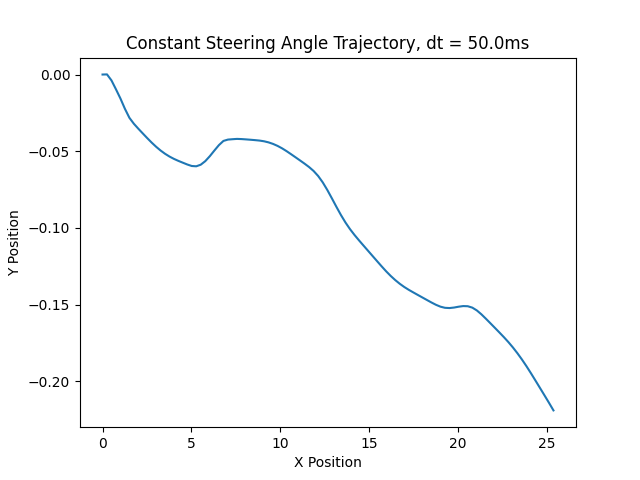 Constant Steering Angle Trajectory, dt = 50.0ms
0.00
−0.05
−0.10
−0.15
−0.20
Y Position
0 5 10 15 20 25
X Position